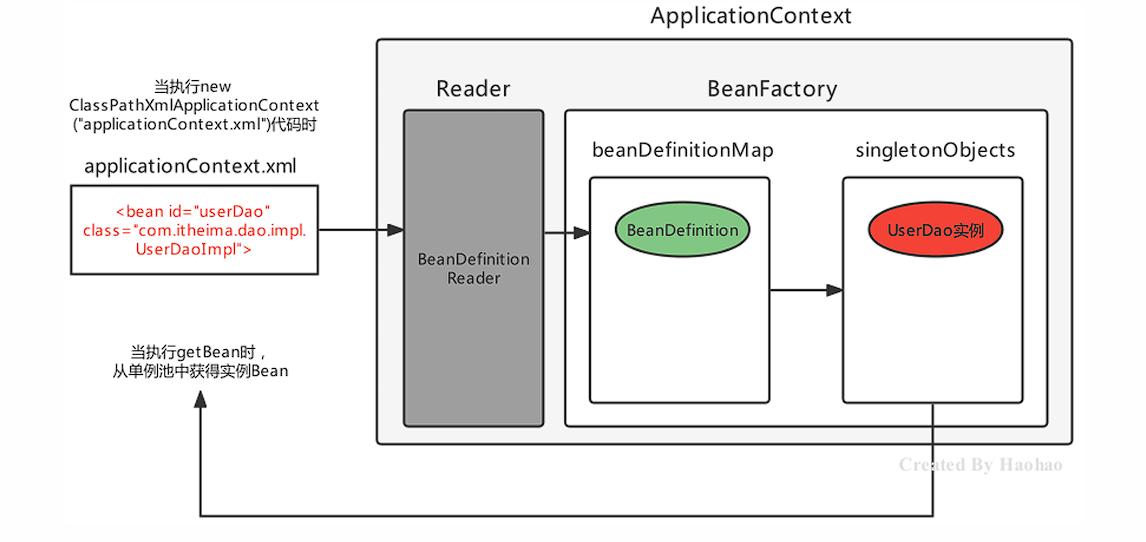 ApplicationContext
当执行new
ClassPathXmlApplicationContext
("applicationContext.xml")代码时
applicationContext.xml
<bean id="userDao"
class="com.itheima.dao.impl.
UserDaoImpl">
Reader
BeanDefinition
Reader
BeanFactory
beanDefinitionMap
BeanDefinition
singletonObjects
UserDao实例
当执行getBean时，
从单例池中获得实例Bean
Created By Haohao